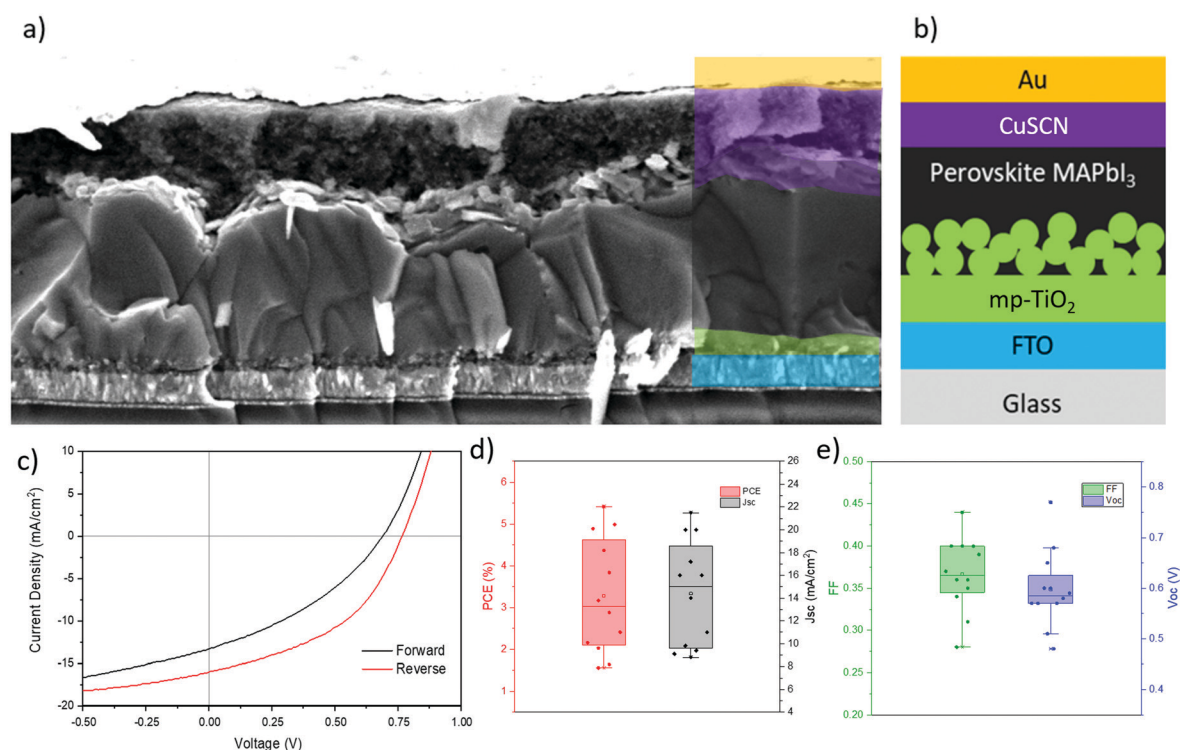 a)
b)
Au
CuSCN
Perovskite MAPbI₃
mp-TiO₂
FTO
Glass
c)
10
5
0
-5
-10
-15
-20
-0.50
-0.25
0.00
0.25
0.50
0.75
1.00
Current Density (mA/cm²)
Voltage (V)
Forward
Reverse
d)
PCE (%)
6
5
4
3
2
1
PCE
Jsc
26
24
22
20
18
16
14
12
10
8
6
4
Jsc (mA/cm²)
e)
FF
0.50
0.45
0.40
0.35
0.30
0.25
0.20
FF
Voc
0.8
0.7
0.6
0.5
0.4
Voc (V)